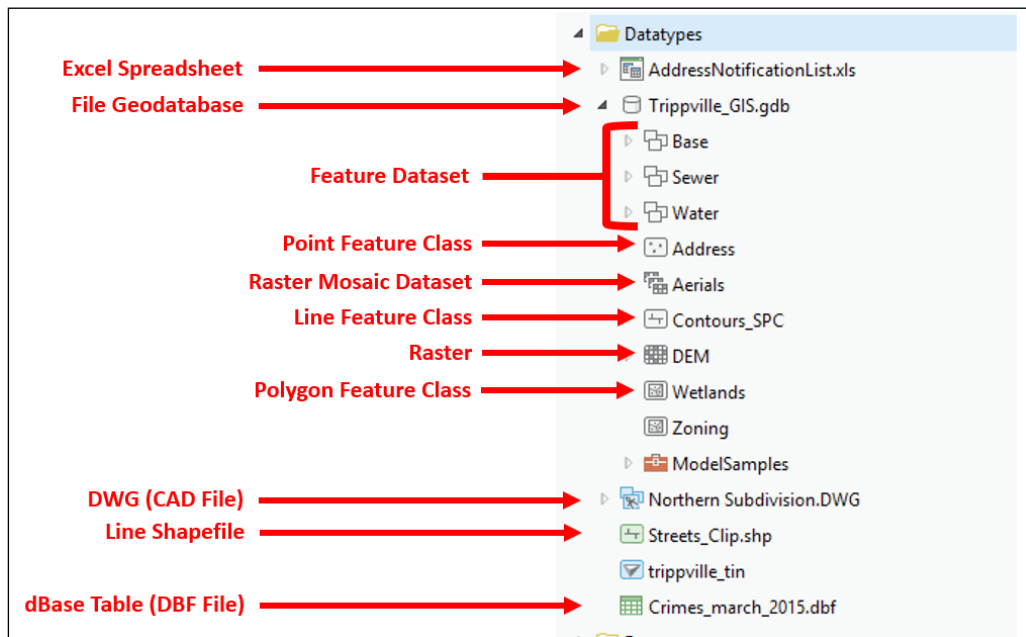 Datatypes
Excel Spreadsheet AddressNotificationList.xls
File Geodatabase Trippville_GIS.gdb
Base
Feature Dataset Sewer
Water
Point Feature Class Address
Raster Mosaic Dataset Aerials
Line Feature Class Contours_SPC
Raster DEM
Polygon Feature Class Wetlands
Zoning
ModelSamples
DWG (CAD File) Northern Subdivision.DWG
Line Shapefile Streets_Clip.shp
trippville_tin
dBase Table (DBF File) Crimes_march_2015.dbf